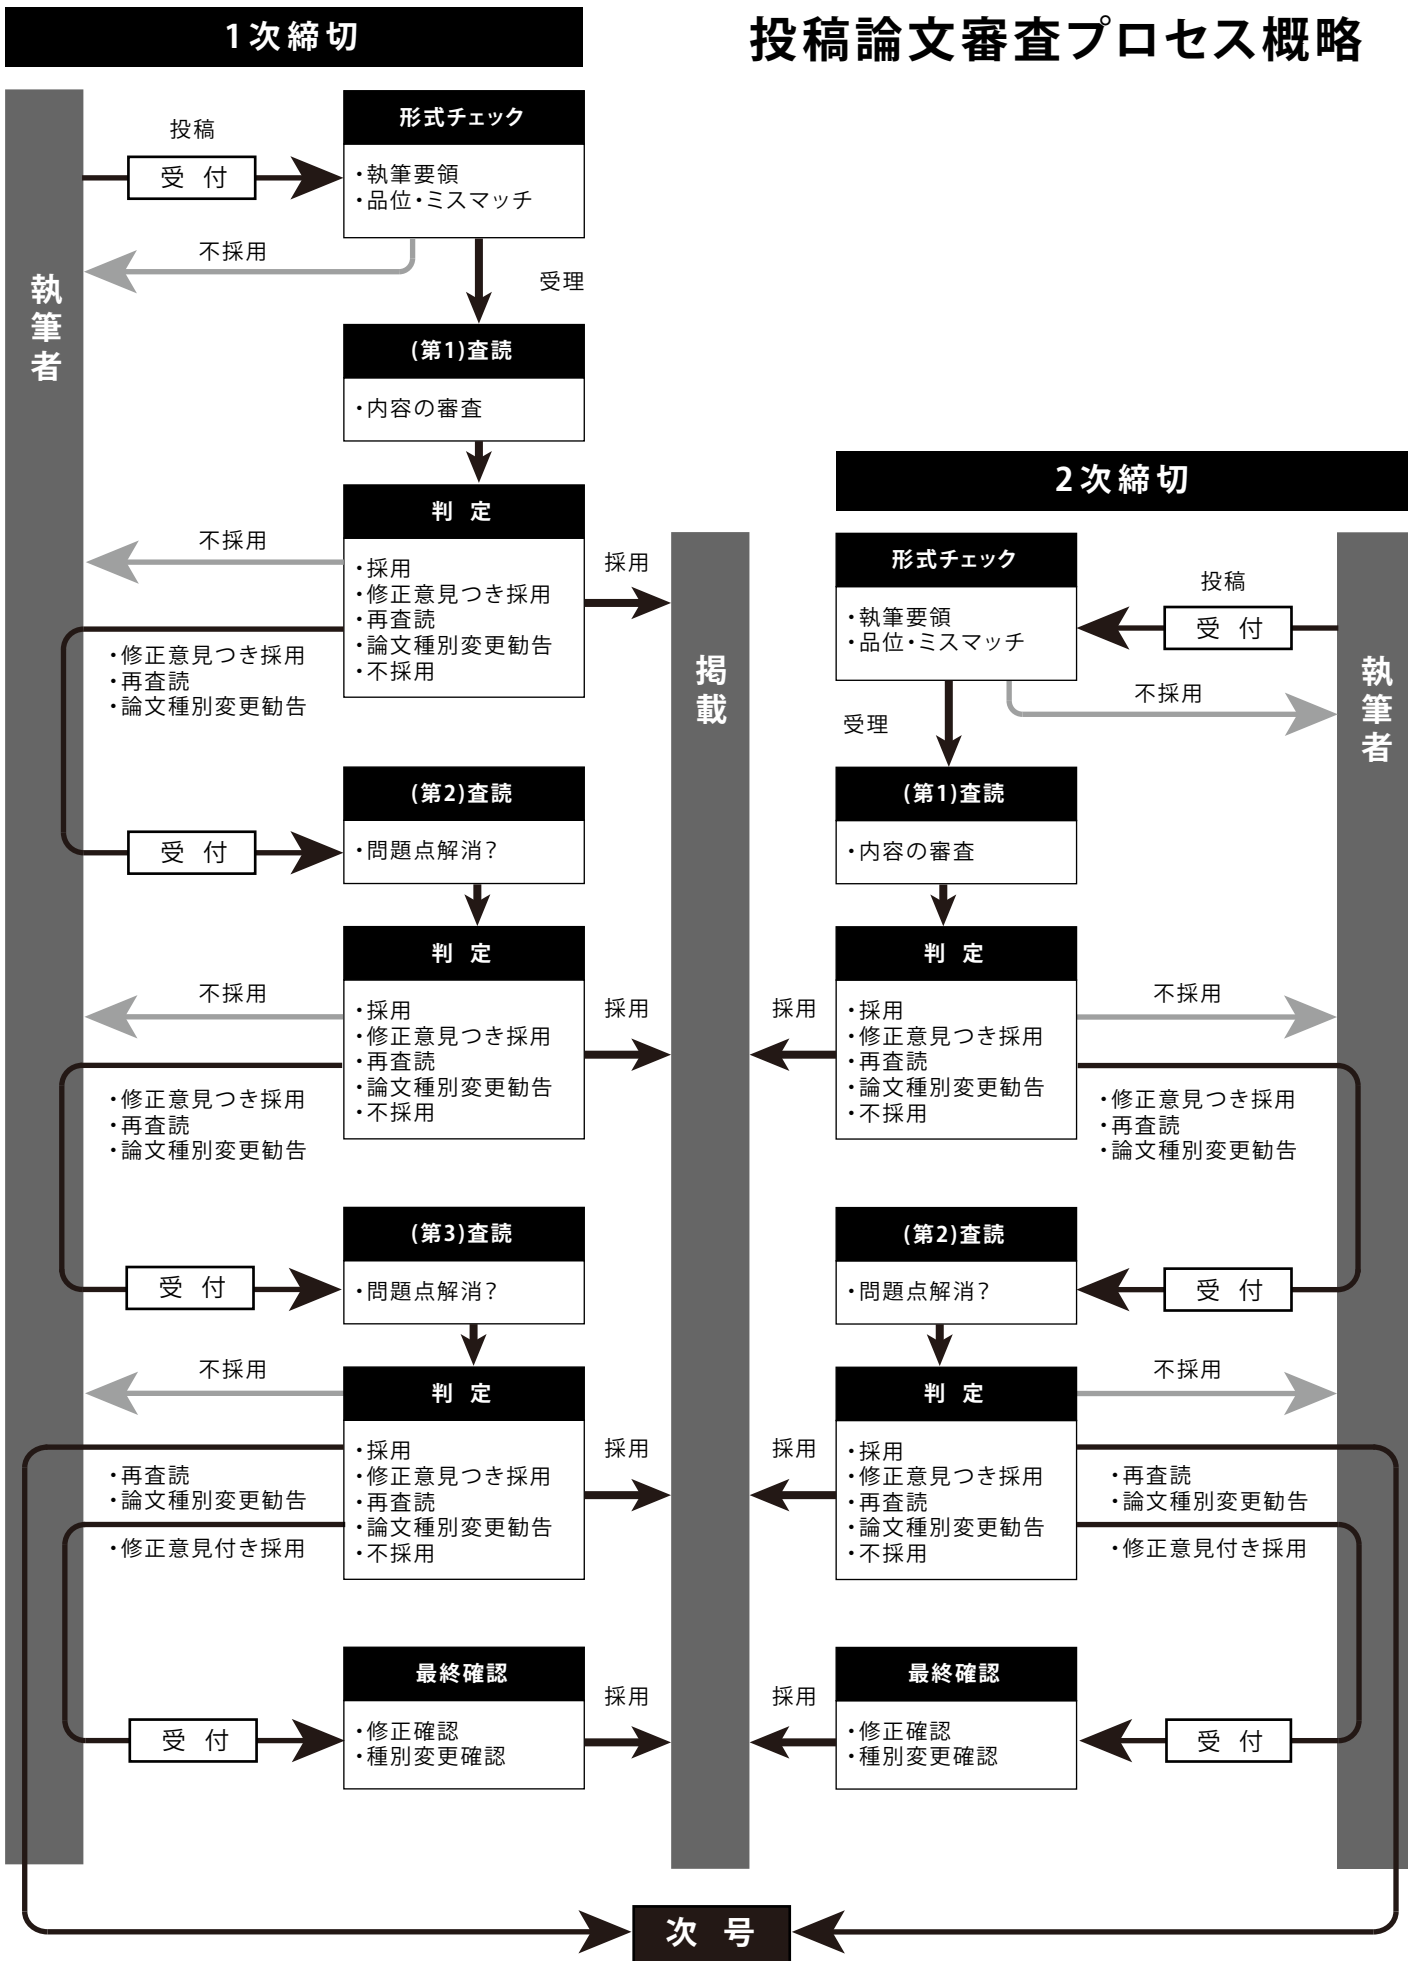 投稿論文審査プロセス概略
1次締切
執筆者
投稿
受 付
形式チェック
・執筆要領
・品位・ミスマッチ
不採用
受理
(第1)査読
・内容の審査
判 定
・採用
・修正意見つき採用
・再査読
・論文種別変更勧告
・不採用
不採用
採用
・修正意見つき採用
・再査読
・論文種別変更勧告
受 付
(第2)査読
・問題点解消?
判 定
・採用
・修正意見つき採用
・再査読
・論文種別変更勧告
・不採用
不採用
採用
・修正意見つき採用
・再査読
・論文種別変更勧告
受 付
(第3)査読
・問題点解消?
判 定
・採用
・修正意見つき採用
・再査読
・論文種別変更勧告
・不採用
不採用
採用
・再査読
・論文種別変更勧告
・修正意見付き採用
受 付
最終確認
・修正確認
・種別変更確認
採用
掲載
2次締切
執筆者
投稿
受 付
形式チェック
・執筆要領
・品位・ミスマッチ
不採用
受理
(第1)査読
・内容の審査
判 定
・採用
・修正意見つき採用
・再査読
・論文種別変更勧告
・不採用
採用
不採用
・修正意見つき採用
・再査読
・論文種別変更勧告
受 付
(第2)査読
・問題点解消?
判 定
・採用
・修正意見つき採用
・再査読
・論文種別変更勧告
・不採用
採用
不採用
・再査読
・論文種別変更勧告
・修正意見付き採用
受 付
最終確認
・修正確認
・種別変更確認
採用
次 号